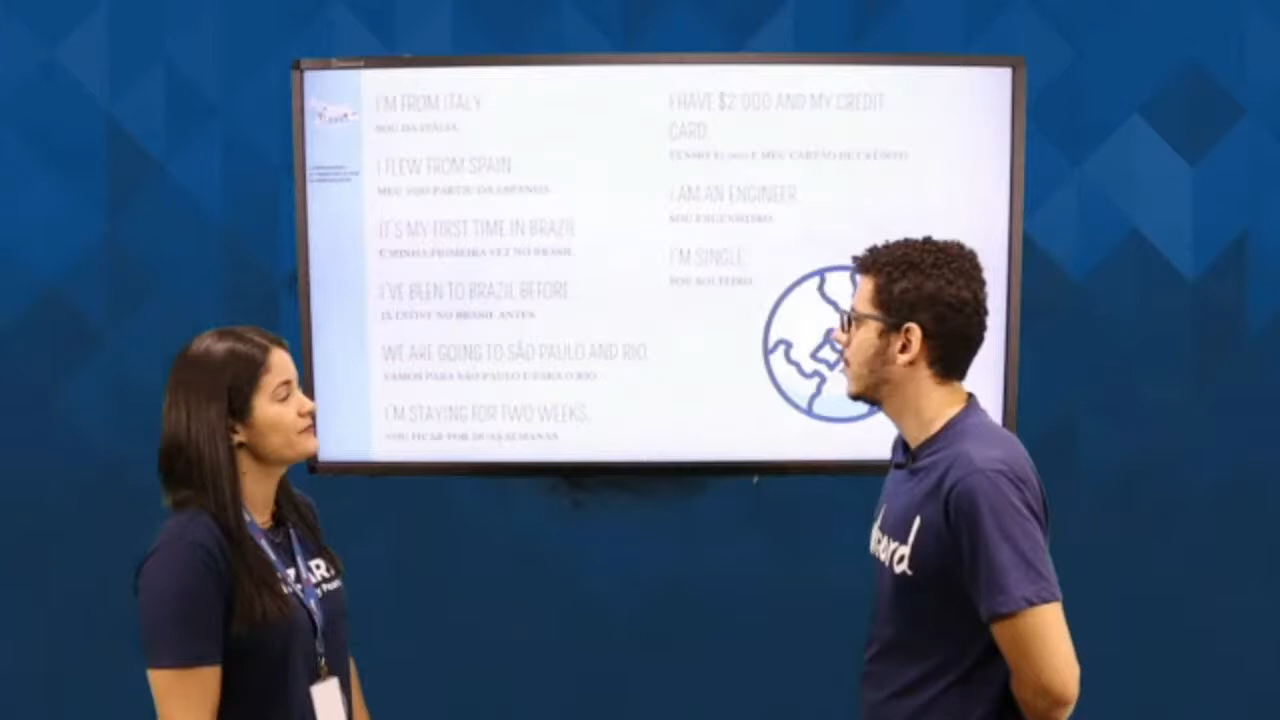 I'M FROM ITALY
SOU DA ITÁLIA
I FLEW FROM SPAIN
MEU VOO PARTIU DA ESPANHA
IT'S MY FIRST TIME IN BRAZIL
É MINHA PRIMEIRA VEZ NO BRASIL
I'VE BEEN TO BRAZIL BEFORE.
JÁ ESTIVE NO BRASIL ANTES
WE ARE GOING TO SÃO PAULO AND RIO
VAMOS PARA SÃO PAULO E PARA O RIO
I'M STAYING FOR TWO WEEKS.
VOU FICAR POR DUAS SEMANAS
I HAVE $2 000 AND MY CREDIT
CARD
TENHO E MEU CARTÃO DE CRÉDITO
I AM AN ENGINEER
SOU ENGENHEIRO
I'M SINGLE.
SOU SOLTEIRO